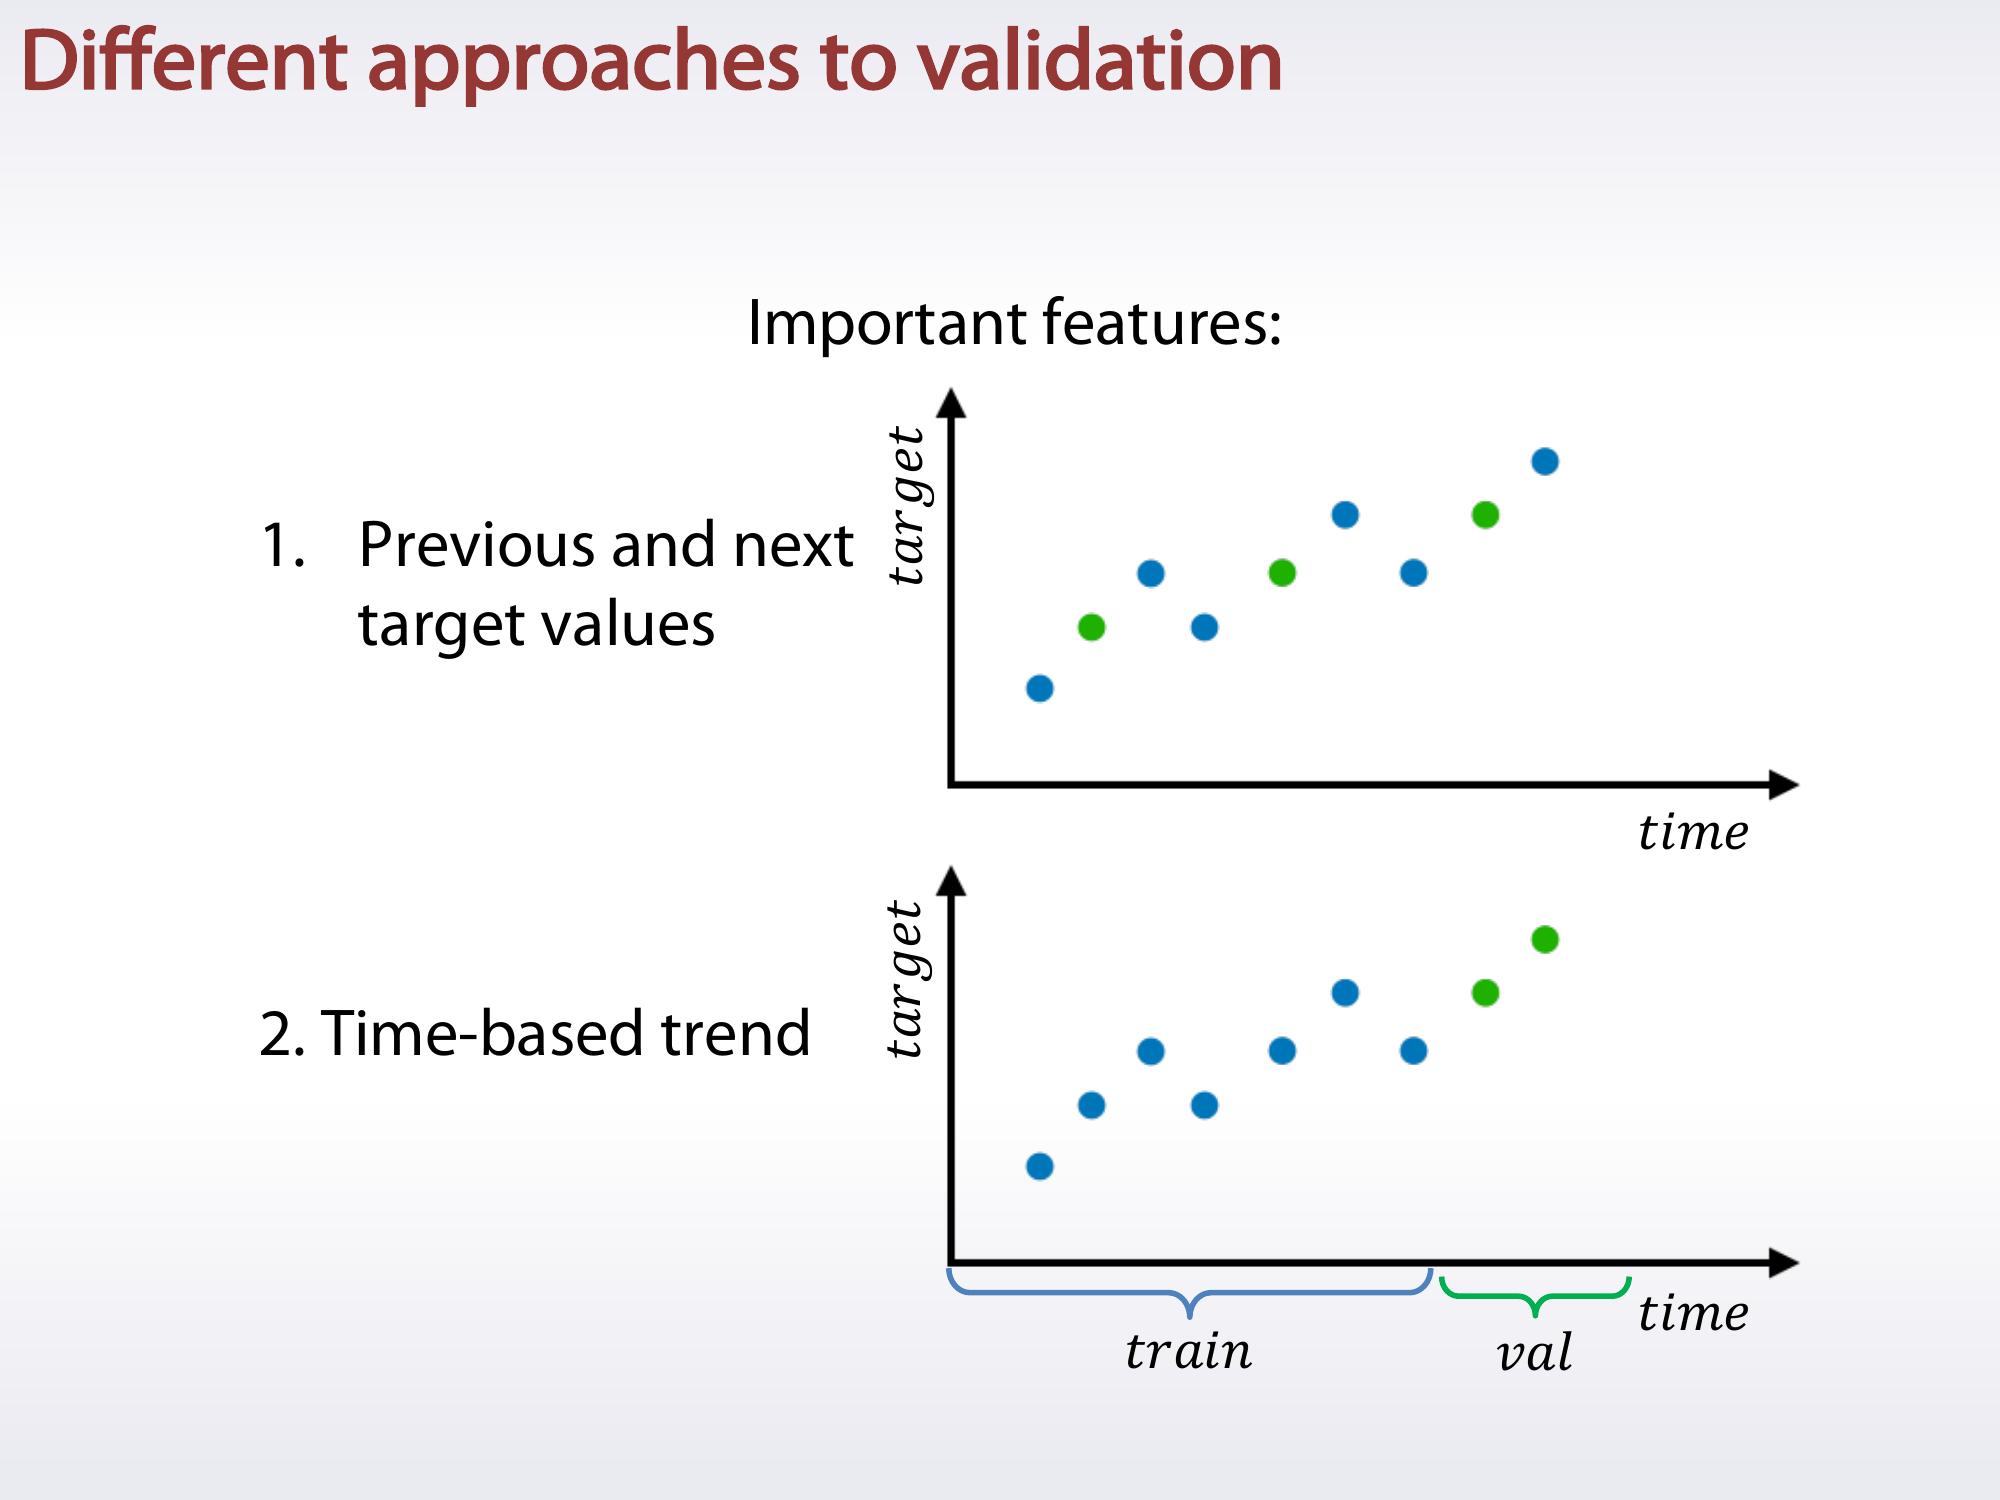 Different approaches to validation
Important features:
target
1. Previous and next
target values
time
target
2. Time-based trend
time
train
val